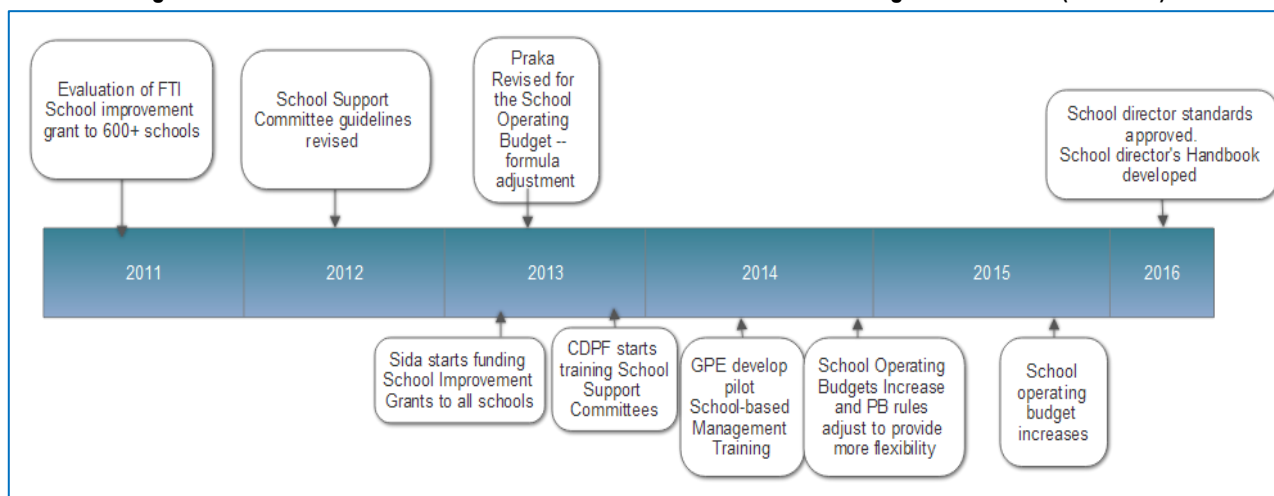 Evaluation of FTI
School improvement
grant to 600+ schools
School Support
Committee guidelines
revised
Praka
Revised for
the School
Operating
Budget --
formula
adjustment
School director standards
approved.
School director's Handbook
developed
2011
2012
2013
2014
2015
2016
Sida starts funding
School Improvement
Grants to all schools
CDPF starts
training School
Support
Committees
GPE develop
pilot
School-based
Management
Training
School Operating
Budgets Increase
and PB rules
adjust to provide
more flexibility
School
operating
budget
increases